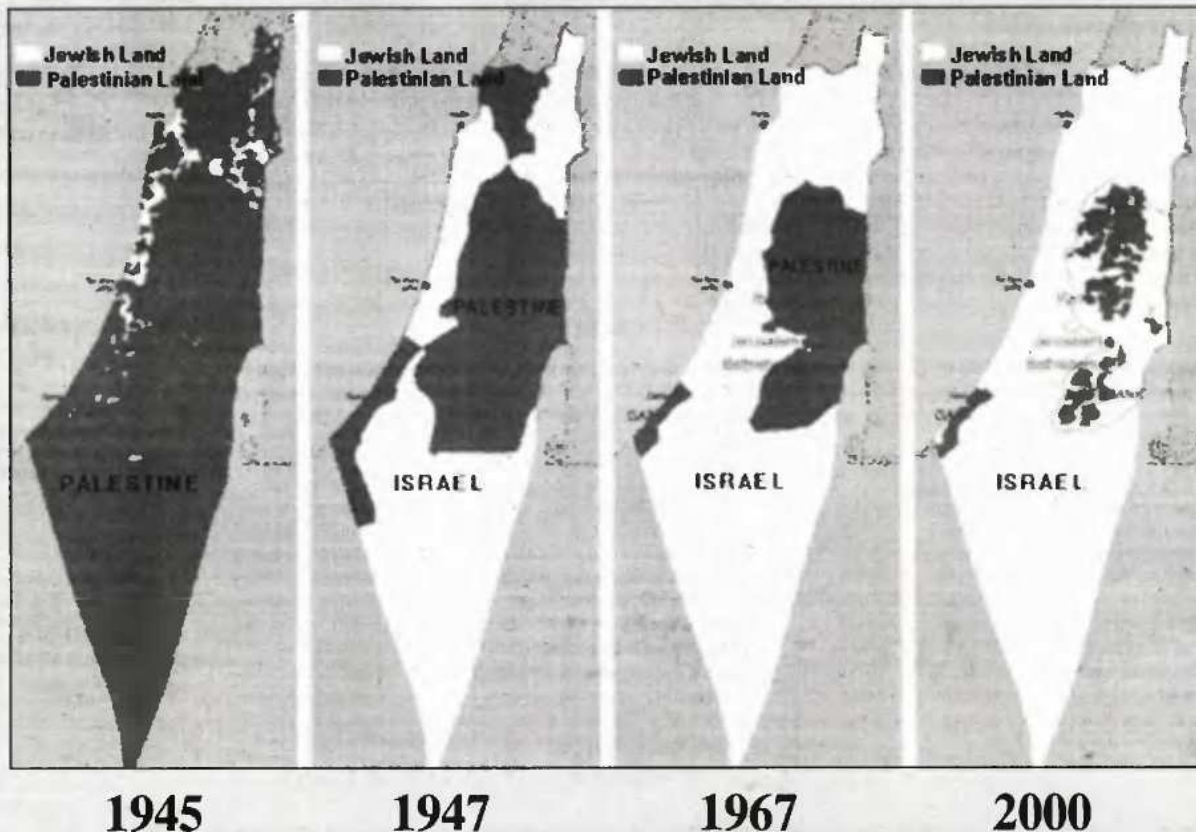 Jewish Land
Palestinian Land
PALESTINE
Jewish Land
Palestinian Land
PALESTINE
ISRAEL
Jewish Land
Palestinian Land
PALESTINE
Jerusalem
ISRAEL
Jewish Land
Palestinian Land
Jerusalem
ISRAEL
1945
1947
1967
2000